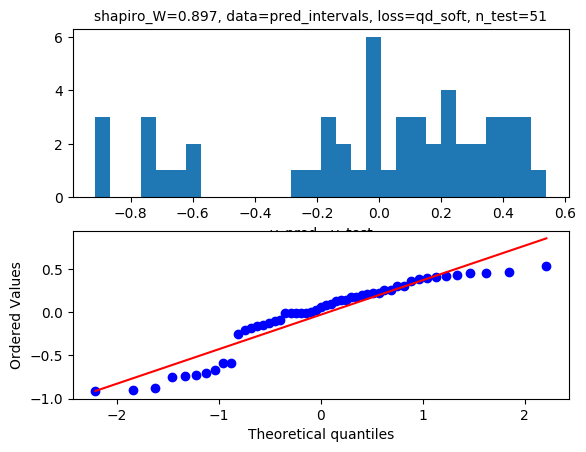 shapiro_W=0.897, data=pred_intervals, loss=qd_soft, n_test=51
6
4
2
0
−0.8 −0.6 −0.4 −0.2 0.0 0.2 0.4 0.6
0.5
0.0
−0.5
−1.0
Ordered Values
−2 −1 0 1 2
Theoretical quantiles